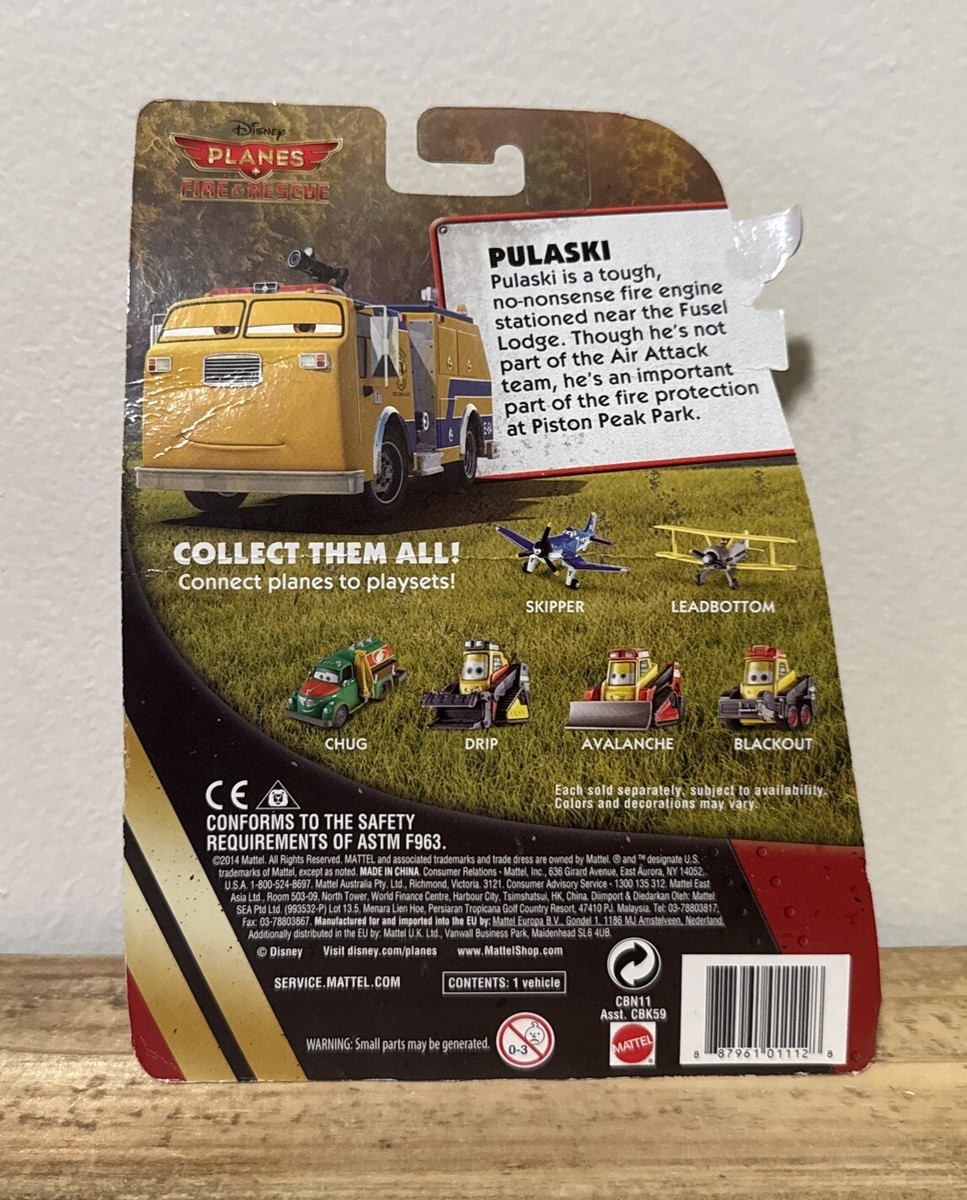 Disney
PLANES
FIRE & RESCUE
PULASKI
Pulaski is a tough,
no-nonsense fire engine
stationed near the Fusel
Lodge. Though he's not
part of the Air Attack
team, he's an important
part of the fire protection
at Piston Peak Park.
COLLECT THEM ALL!
Connect planes to playsets!
SKIPPER
LEADBOTTOM
CHUG
DRIP
AVALANCHE
BLACKOUT
Each sold separately, subject to availability.
Colors and decorations may vary.
CE
CONFORMS TO THE SAFETY
REQUIREMENTS OF ASTM F963.
©2014 Mattel. All Rights Reserved. MATTEL and associated trademarks and trade dress are owned by Mattel. ® and ™ designate U.S.
trademarks of Mattel, except as noted. MADE IN CHINA. Consumer Relations - Mattel, Inc., 636 Girard Avenue, East Aurora, NY 14052,
U.S.A. 1-800-524-8697. Mattel Australia Pty. Ltd., Richmond, Victoria. 3121. Consumer Advisory Service - 1300 135 312. Mattel East
Asia Ltd., Room 503-09, North Tower, World Finance Centre, Harbour City, Tsimshatsui, HK, China. Diimport & Diedarkan Oleh: Mattel
SEA Ptd Ltd. (993532-P) Lot 13.5, Menara Lien Hoe, Persiaran Tropicana Golf Country Resort, 47410 PJ. Malaysia. Tel: 03-78803817,
Fax: 03-78803867. Manufactured for and imported into the EU by: Mattel Europa B.V., Gondel 1, 1186 MJ Amstelveen, Nederland.
Additionally distributed in the EU by: Mattel U.K. Ltd., Vanwall Business Park, Maidenhead SL6 4UB.
© Disney Visit disney.com/planes www.MattelShop.com
SERVICE.MATTEL.COM
CONTENTS: 1 vehicle
CBN11
Asst. CBK59
WARNING: Small parts may be generated.
0-3
MATTEL
8 87961 01112 8